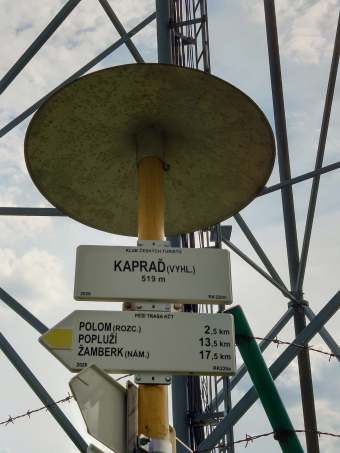 KLUB ČESKÝCH TURISTŮ
KAPRAĎ (VYHL.)
519 m
PĚŠÍ TRASA KČT
POLOM (ROZC.) 2,5 km
POPLUŽÍ 13,5 km
ŽAMBERK (NÁM.) 17,5 km